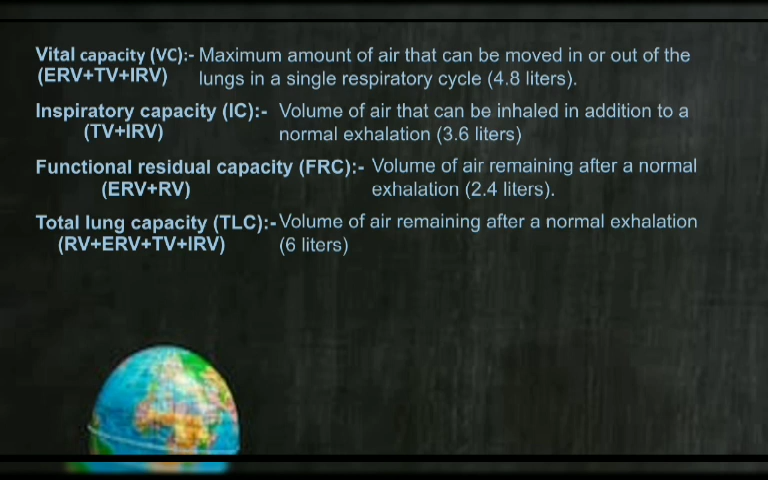 Vital capacity (VC):- Maximum amount of air that can be moved in or out of the
(ERV+TV+IRV) lungs in a single respiratory cycle (4.8 liters).
Inspiratory capacity (IC):- Volume of air that can be inhaled in addition to a
(TV+IRV) normal exhalation (3.6 liters)
Functional residual capacity (FRC):- Volume of air remaining after a normal
(ERV+RV) exhalation (2.4 liters).
Total lung capacity (TLC):- Volume of air remaining after a normal exhalation
(RV+ERV+TV+IRV) (6 liters)